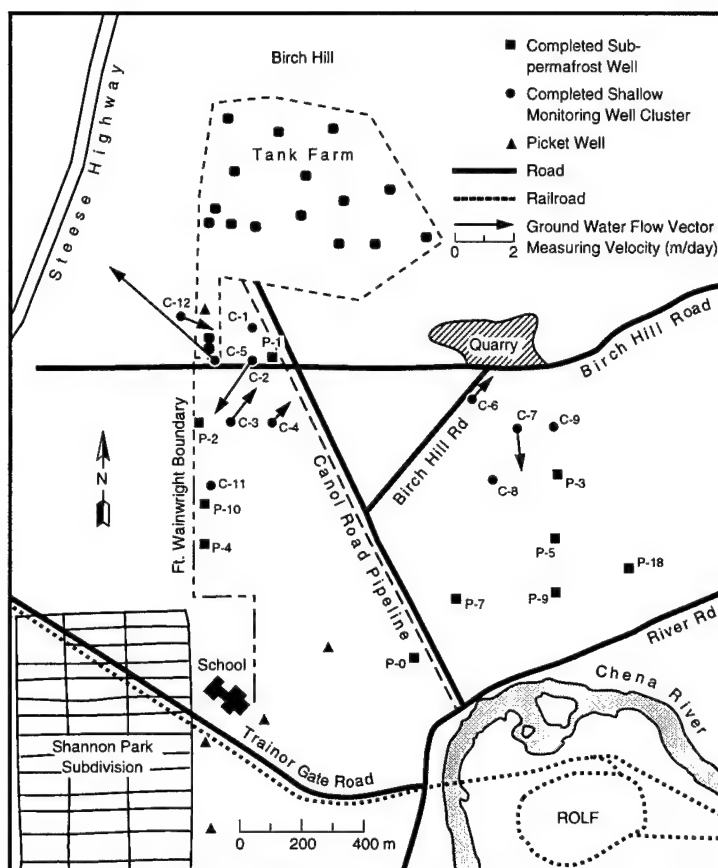 Birch Hill
Completed Sub-
permafrost Well
Completed Shallow
Monitoring Well Cluster
Picket Well
Road
Railroad
Ground Water Flow Vector
Measuring Velocity (m/day)
0 2
Steese Highway
Tank Farm
C-12
C-1
C-5
P-1
C-2
Quarry
Birch Hill Road
C-6
C-7
C-9
C-3
C-4
P-2
Birch Hill Rd
C-8
P-3
N
C-11
P-10
P-4
Ft. Wainwright Boundary
Canol Road Pipeline
P-5
P-18
P-7
P-9
River Rd
School
P-0
Chena River
Shannon Park
Subdivision
Trainor Gate Road
ROLF
0 200 400 m